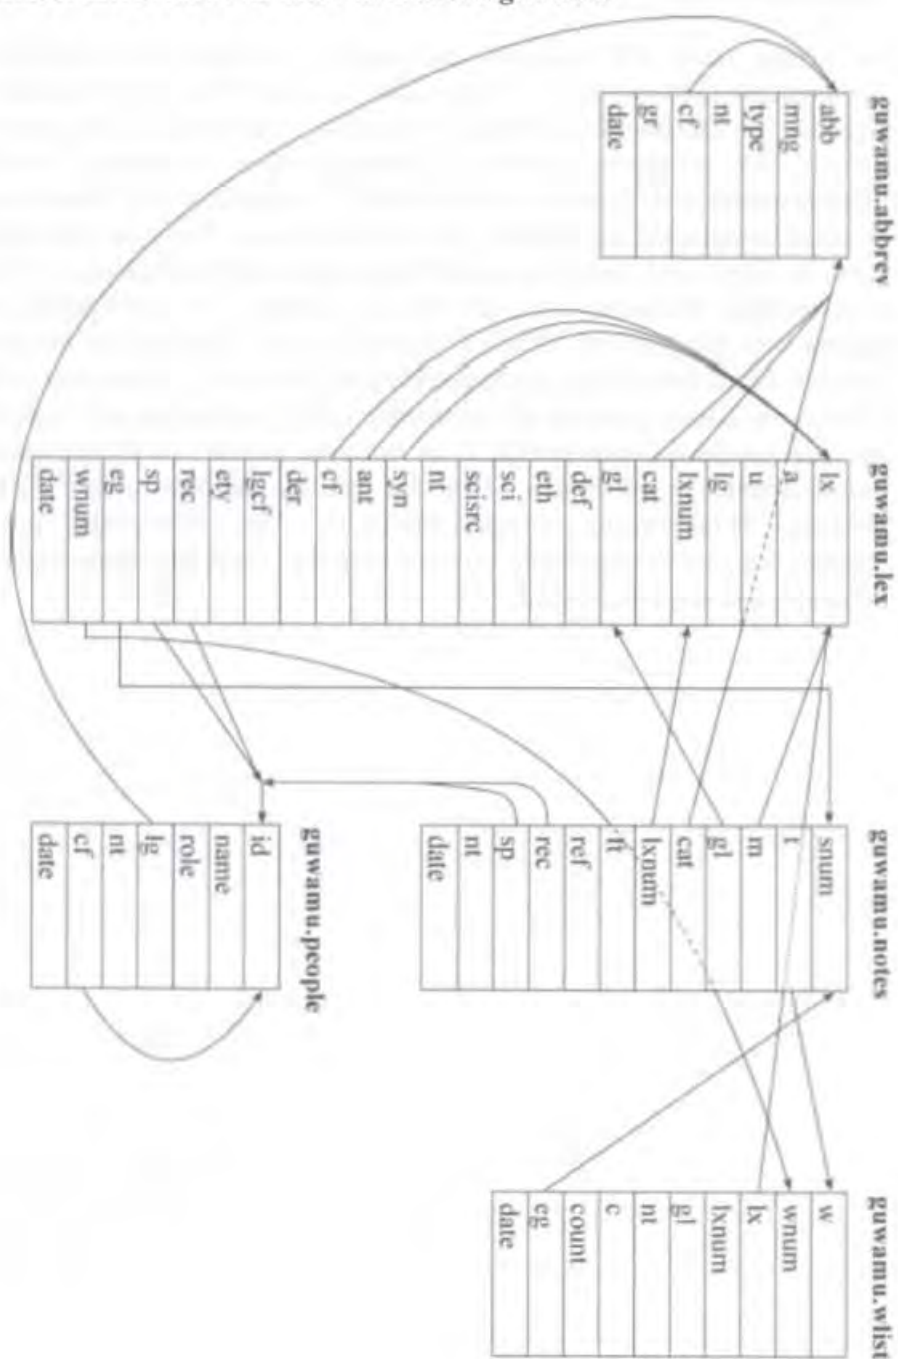 guwamu.abbrev
abb
mng
type
nt
cf
gr
date
guwamu.lex
lx
a
u
lg
lxnum
cat
gl
def
eth
sci
scisrc
nt
syn
ant
cf
der
lgcf
ety
rec
sp
eg
wnum
date
guwamu.notes
snum
t
m
gl
cat
lxnum
ft
ref
rec
sp
nt
date
guwamu.people
id
name
role
lg
nt
cf
date
guwamu.wlist
w
wnum
lx
lxnum
gl
nt
c
count
eg
date